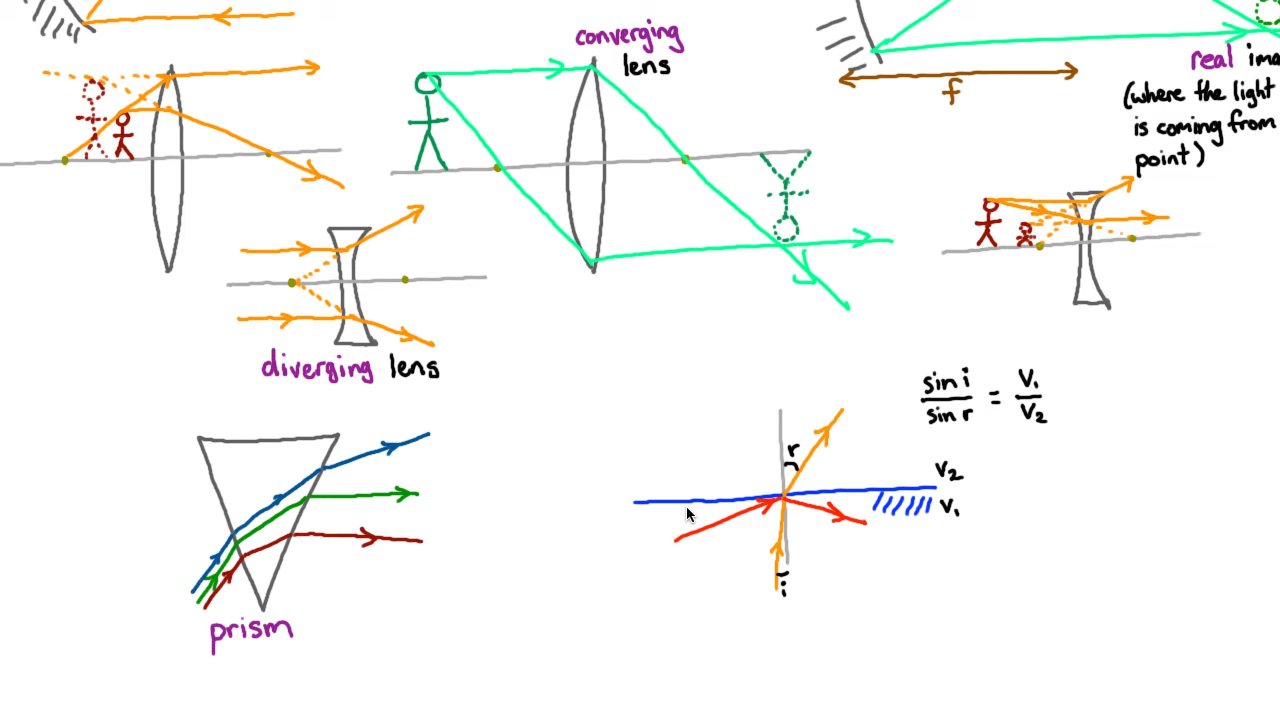 converging
lens
f
real ima
(where the light
is coming from
point)
diverging lens
sin i / sin r = V₁ / V₂
r
V₂
V₁
i
prism